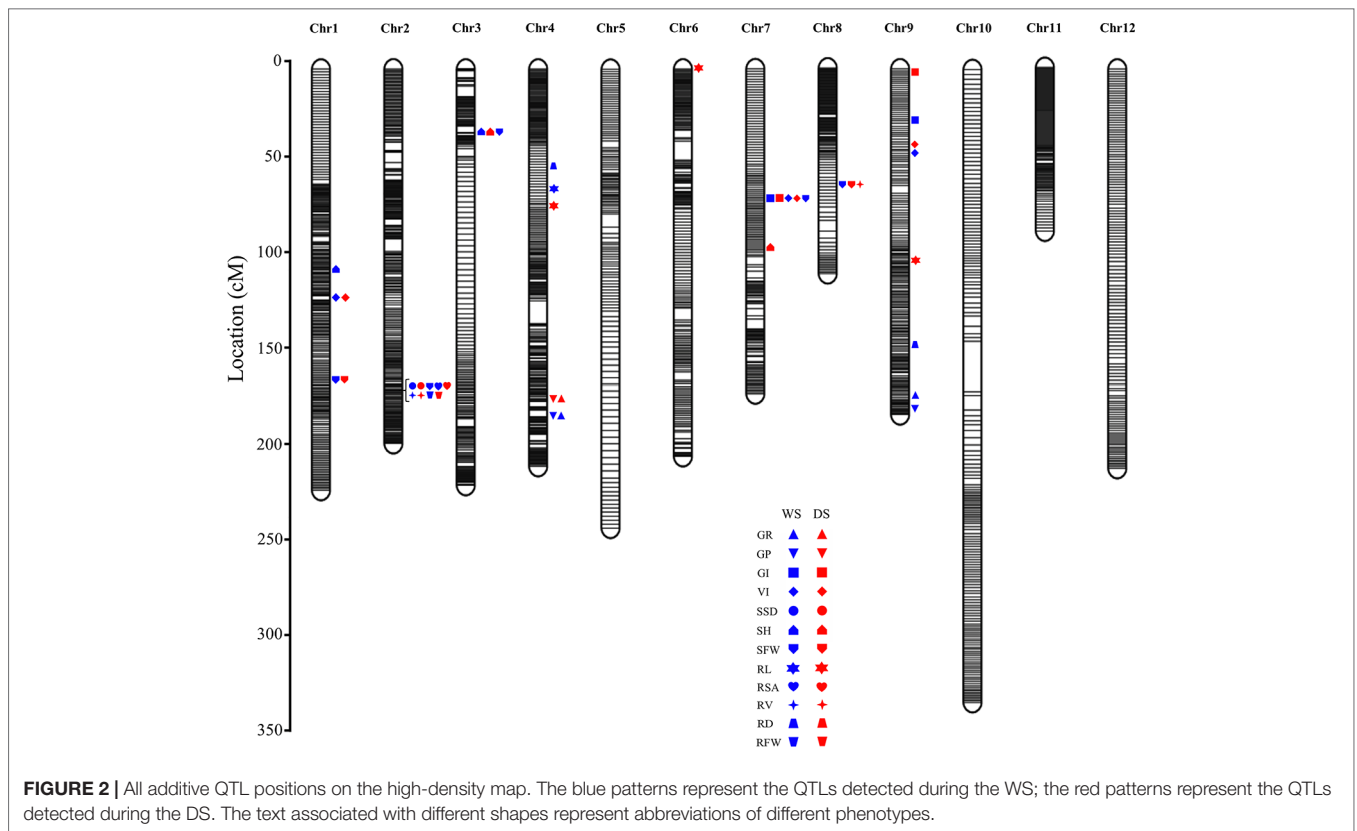 Chr1 Chr2 Chr3 Chr4 Chr5 Chr6 Chr7 Chr8 Chr9 Chr10 Chr11 Chr12
0
50
100
150
200
250
300
350
Location (cM)
WS DS
GR
GP
GI
VI
SSD
SH
SFW
RL
RSA
RV
RD
RFW
FIGURE 2 | All additive QTL positions on the high-density map. The blue patterns represent the QTLs detected during the WS; the red patterns represent the QTLs
detected during the DS. The text associated with different shapes represent abbreviations of different phenotypes.